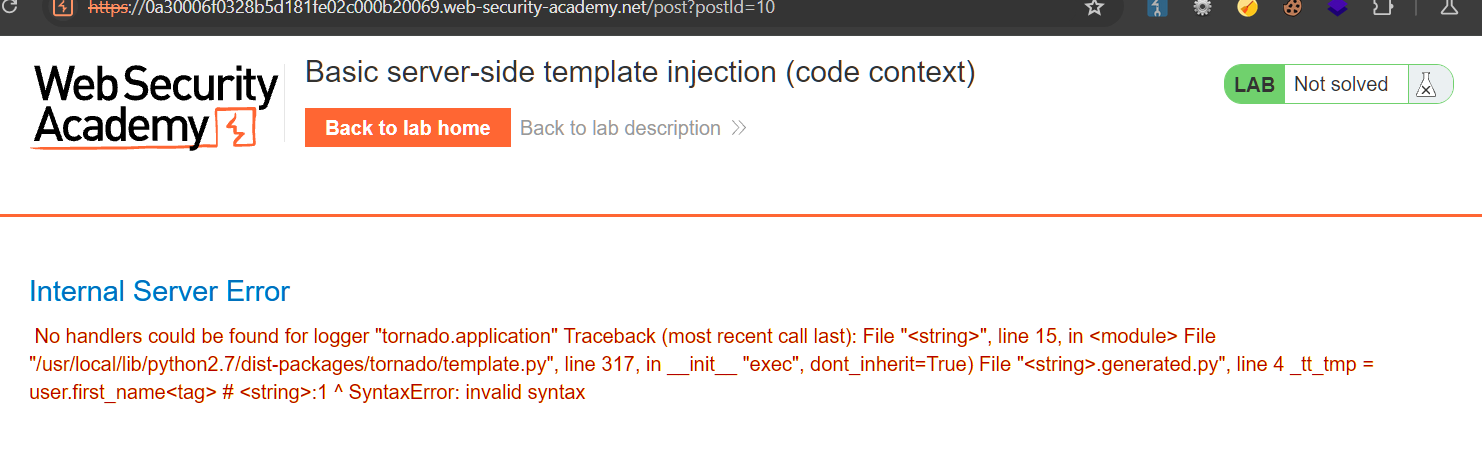 https://0a30006f0328b5d181fe02c000b20069.web-security-academy.net/post?postId=10
Web Security
Academy
Basic server-side template injection (code context)
Back to lab home
Back to lab description
LAB
Not solved
Internal Server Error
No handlers could be found for logger "tornado.application" Traceback (most recent call last): File "<string>", line 15, in <module> File
"/usr/local/lib/python2.7/dist-packages/tornado/template.py", line 317, in __init__ "exec", dont_inherit=True) File "<string>.generated.py", line 4 _tt_tmp =
user.first_name<tag> # <string>:1 ^ SyntaxError: invalid syntax